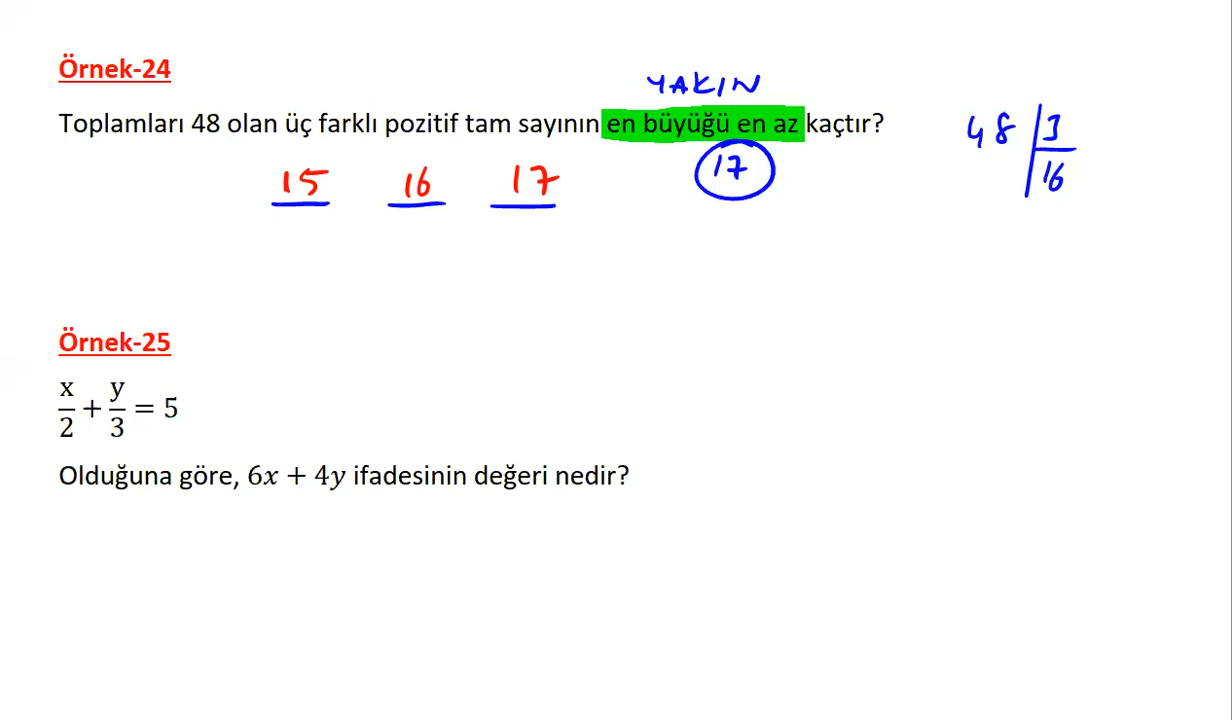 Örnek-24
YAKIN
Toplamları 48 olan üç farklı pozitif tam sayının en büyüğü en az kaçtır?
48 | 3
16
15 16 17
17
Örnek-25
x/2 + y/3 = 5
Olduğuna göre, 6x + 4y ifadesinin değeri nedir?